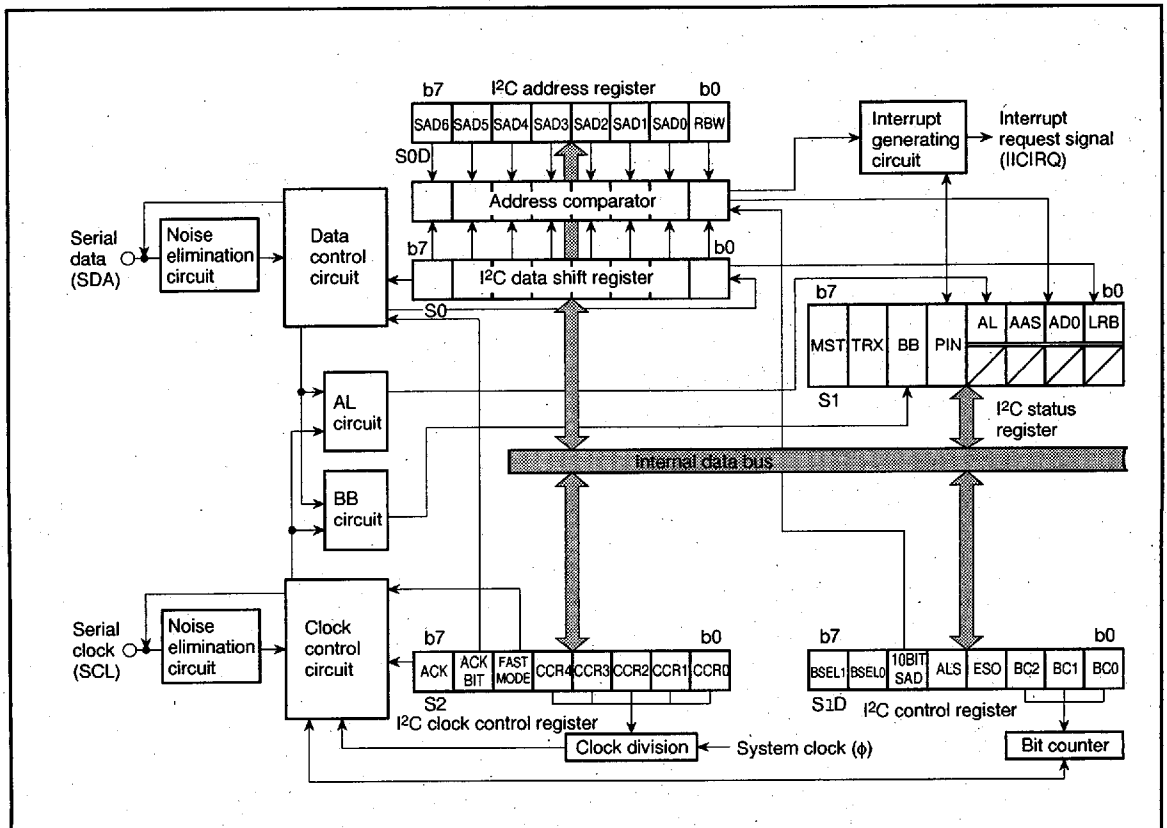 b7 I²C address register b0
SAD6 SAD5 SAD4 SAD3 SAD2 SAD1 SAD0 RBW
S0D
Address comparator
b7 b0
I²C data shift register
S0
Interrupt
generating
circuit
Interrupt
request signal
(IICIRQ)
Serial
data
(SDA)
Noise
elimination
circuit
Data
control
circuit
b7 b0
MST TRX BB PIN AL AAS AD0 LRB
S1
I²C status
register
AL
circuit
BB
circuit
Internal data bus
Serial
clock
(SCL)
Noise
elimination
circuit
Clock
control
circuit
b7 b0
ACK ACK BIT FAST MODE CCR4 CCR3 CCR2 CCR1 CCR0
S2
I²C clock control register
Clock division
System clock (ϕ)
b7 b0
BSEL1 BSEL0 10BIT SAD ALS ESO BC2 BC1 BC0
S1D
I²C control register
Bit counter